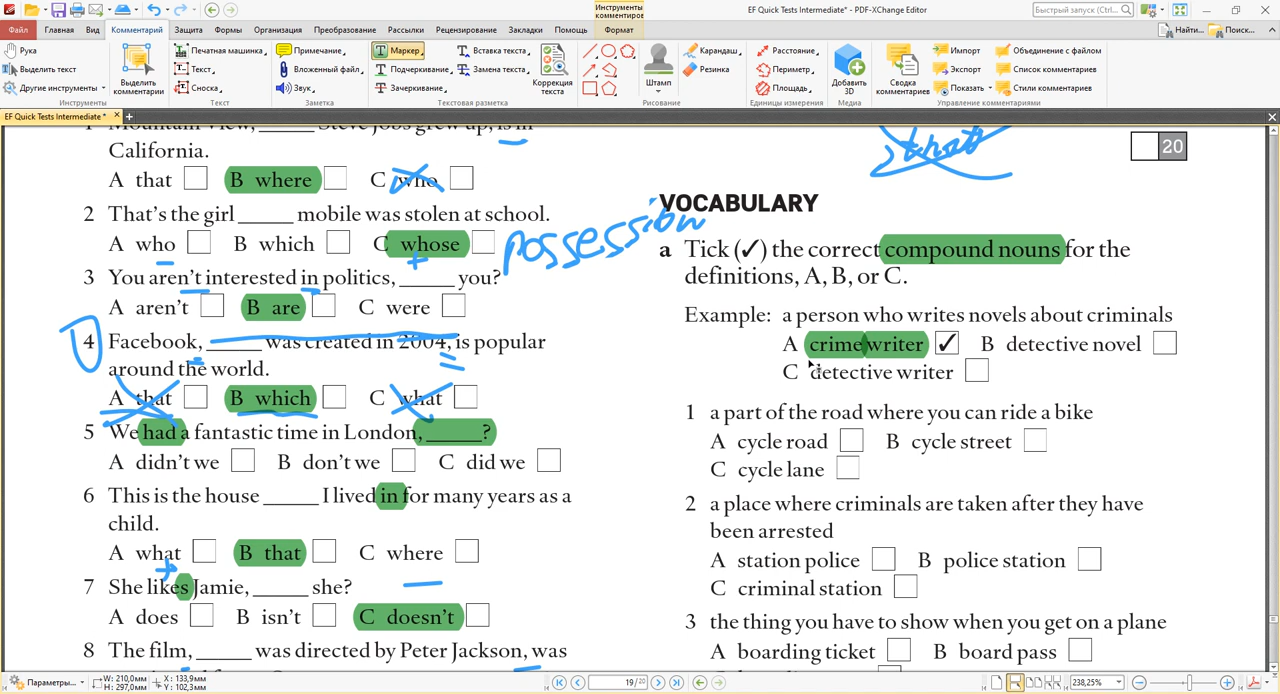 EF Quick Tests Intermediate* - PDF-XChange Editor
Инструменты комментиров
Быстрый запуск (Ctrl...
Файл Главная Вид Комментарий Защита Формы Организация Преобразование Рассылки Рецензирование Закладки Помощь Формат Найти... Поиск...
Рука
Выделить текст
Другие инструменты
Инструменты
Выделить комментарии
Печатная машинка
Текст
Сноска
Текст
Примечание
Вложенный файл
Звук
Заметка
Маркер
Подчеркивание
Зачеркивание
Вставка текста
Замена текста
Коррекция текста
Текстовая разметка
Карандаш
Резинка
Рисование
Штамп
Расстояние
Периметр
Площадь
Единицы измерений
Добавить 3D
Медиа
Сводка комментариев
Импорт
Экспорт
Показать
Объединение с файлом
Список комментариев
Стили комментариев
Управление комментариями
EF Quick Tests Intermediate *
1 Mountain View, _____ Steve Jobs grew up, is in
California.
A that B where C who
2 That's the girl _____ mobile was stolen at school.
A who B which C whose
possession
3 You aren't interested in politics, _____ you?
A aren't B are C were
4 Facebook, _____ was created in 2004, is popular
around the world.
A that B which C what
5 We had a fantastic time in London, _____?
A didn't we B don't we C did we
6 This is the house _____ I lived in for many years as a
child.
A what B that C where
7 She likes Jamie, _____ she?
A does B isn't C doesn't
8 The film, _____ was directed by Peter Jackson, was
that
20
VOCABULARY
a Tick (✓) the correct compound nouns for the
definitions, A, B, or C.
Example: a person who writes novels about criminals
A crime writer ✓ B detective novel
C detective writer
1 a part of the road where you can ride a bike
A cycle road B cycle street
C cycle lane
2 a place where criminals are taken after they have
been arrested
A station police B police station
C criminal station
3 the thing you have to show when you get on a plane
A boarding ticket B board pass
Параметры... W: 210,0мм H: 297,0мм X: 133,9мм Y: 102,3мм 19/20 238,25%